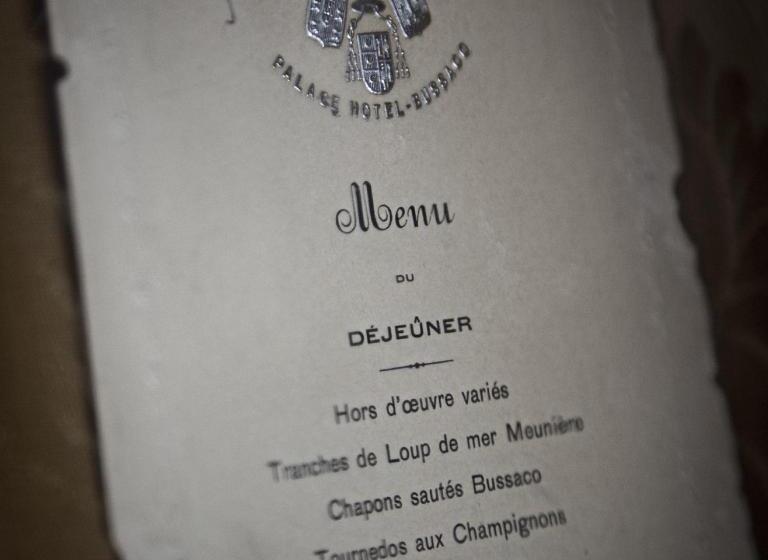 PALACE HOTEL-BUSSACO
Menu
DU
DÉJEÛNER
Hors d'œuvre variés
Tranches de Loup de mer Meunière
Chapons sautés Bussaco
Tournedos aux Champignons